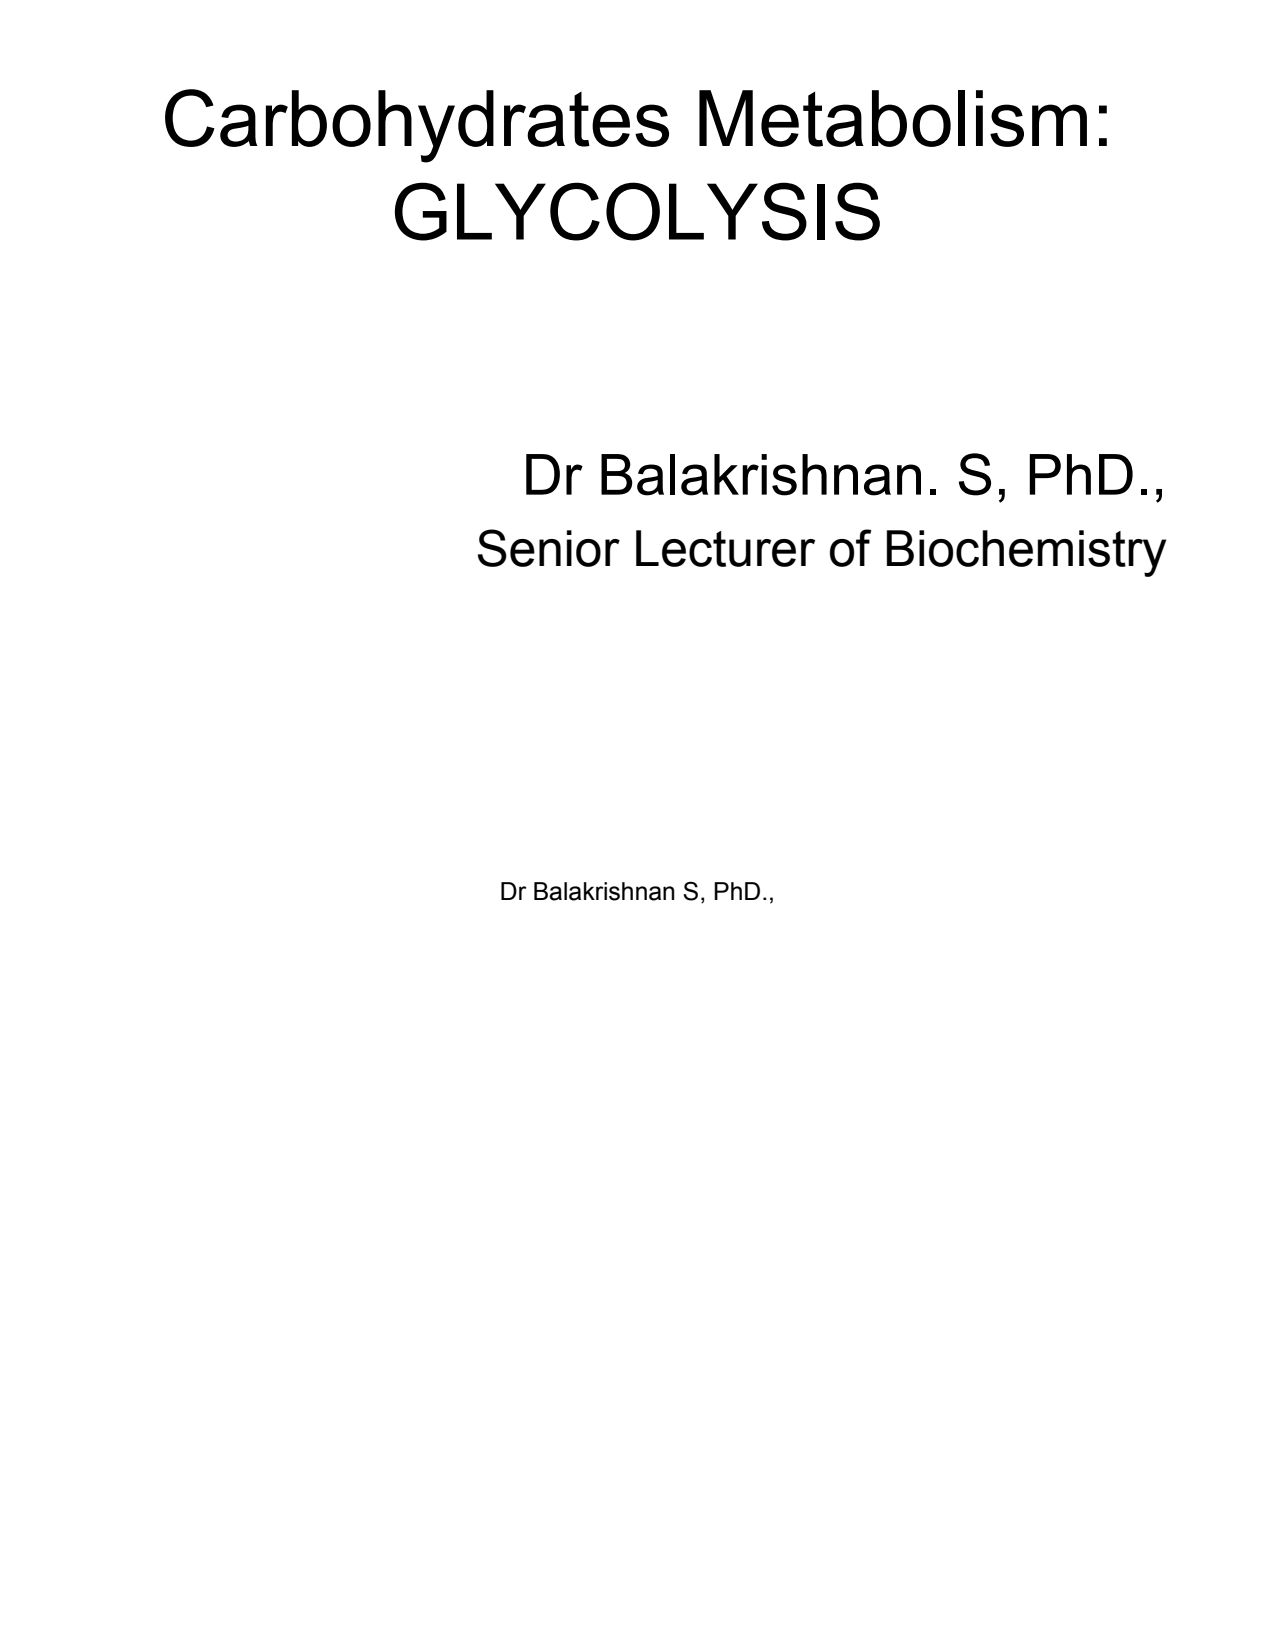 Carbohydrates Metabolism:
GLYCOLYSIS
Dr Balakrishnan. S, PhD.,
Senior Lecturer of Biochemistry
Dr Balakrishnan S, PhD.,